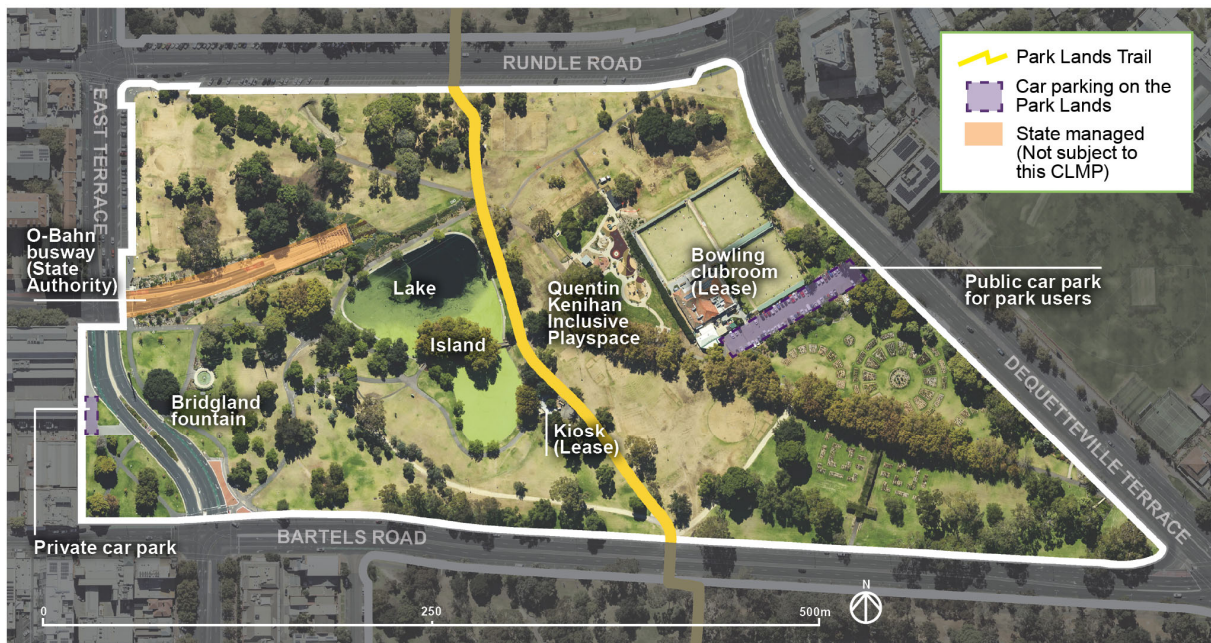 RUNDLE ROAD
EAST TERRACE
Park Lands Trail
Car parking on the
Park Lands
State managed
(Not subject to
this CLMP)
O-Bahn
busway
(State
Authority)
Lake
Island
Quentin
Kenihan
Inclusive
Playspace
Bowling
clubroom
(Lease)
Public car park
for park users
Bridgland
fountain
Kiosk
(Lease)
DEQUETTEVILLE TERRACE
Private car park
BARTELS ROAD
0
250
500m
N